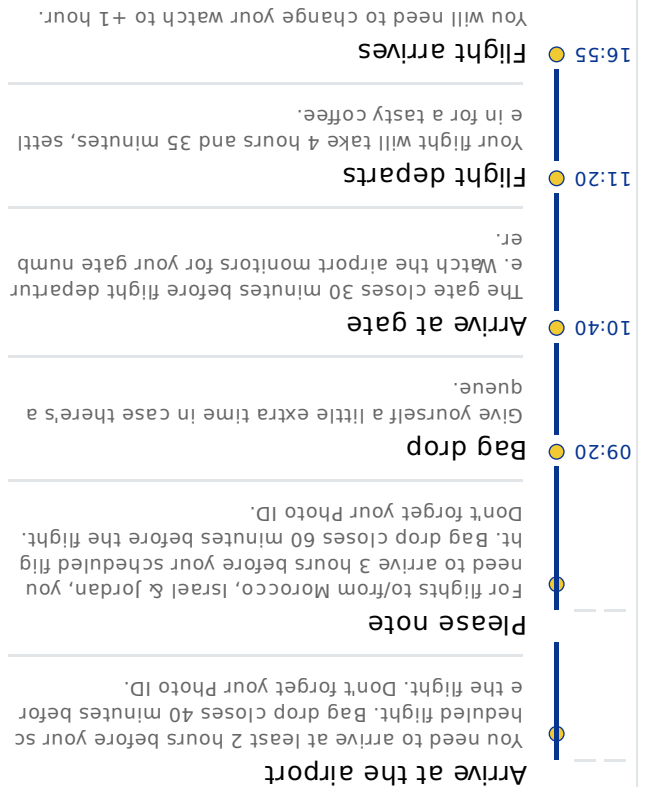 Arrive at the airport
You need to arrive at least 2 hours before your sc
heduled flight. Bag drop closes 40 minutes befor
e the flight. Don't forget your Photo ID.
Please note
For flights to/from Morocco, Israel & Jordan, you
need to arrive 3 hours before your scheduled flig
ht. Bag drop closes 60 minutes before the flight.
Don't forget your Photo ID.
09:20 Bag drop
Give yourself a little extra time in case there's a
queue.
10:40 Arrive at gate
The gate closes 30 minutes before flight departur
e. Watch the airport monitors for your gate numb
er.
11:20 Flight departs
Your flight will take 4 hours and 35 minutes, settl
e in for a tasty coffee.
16:55 Flight arrives
You will need to change your watch to +1 hour.